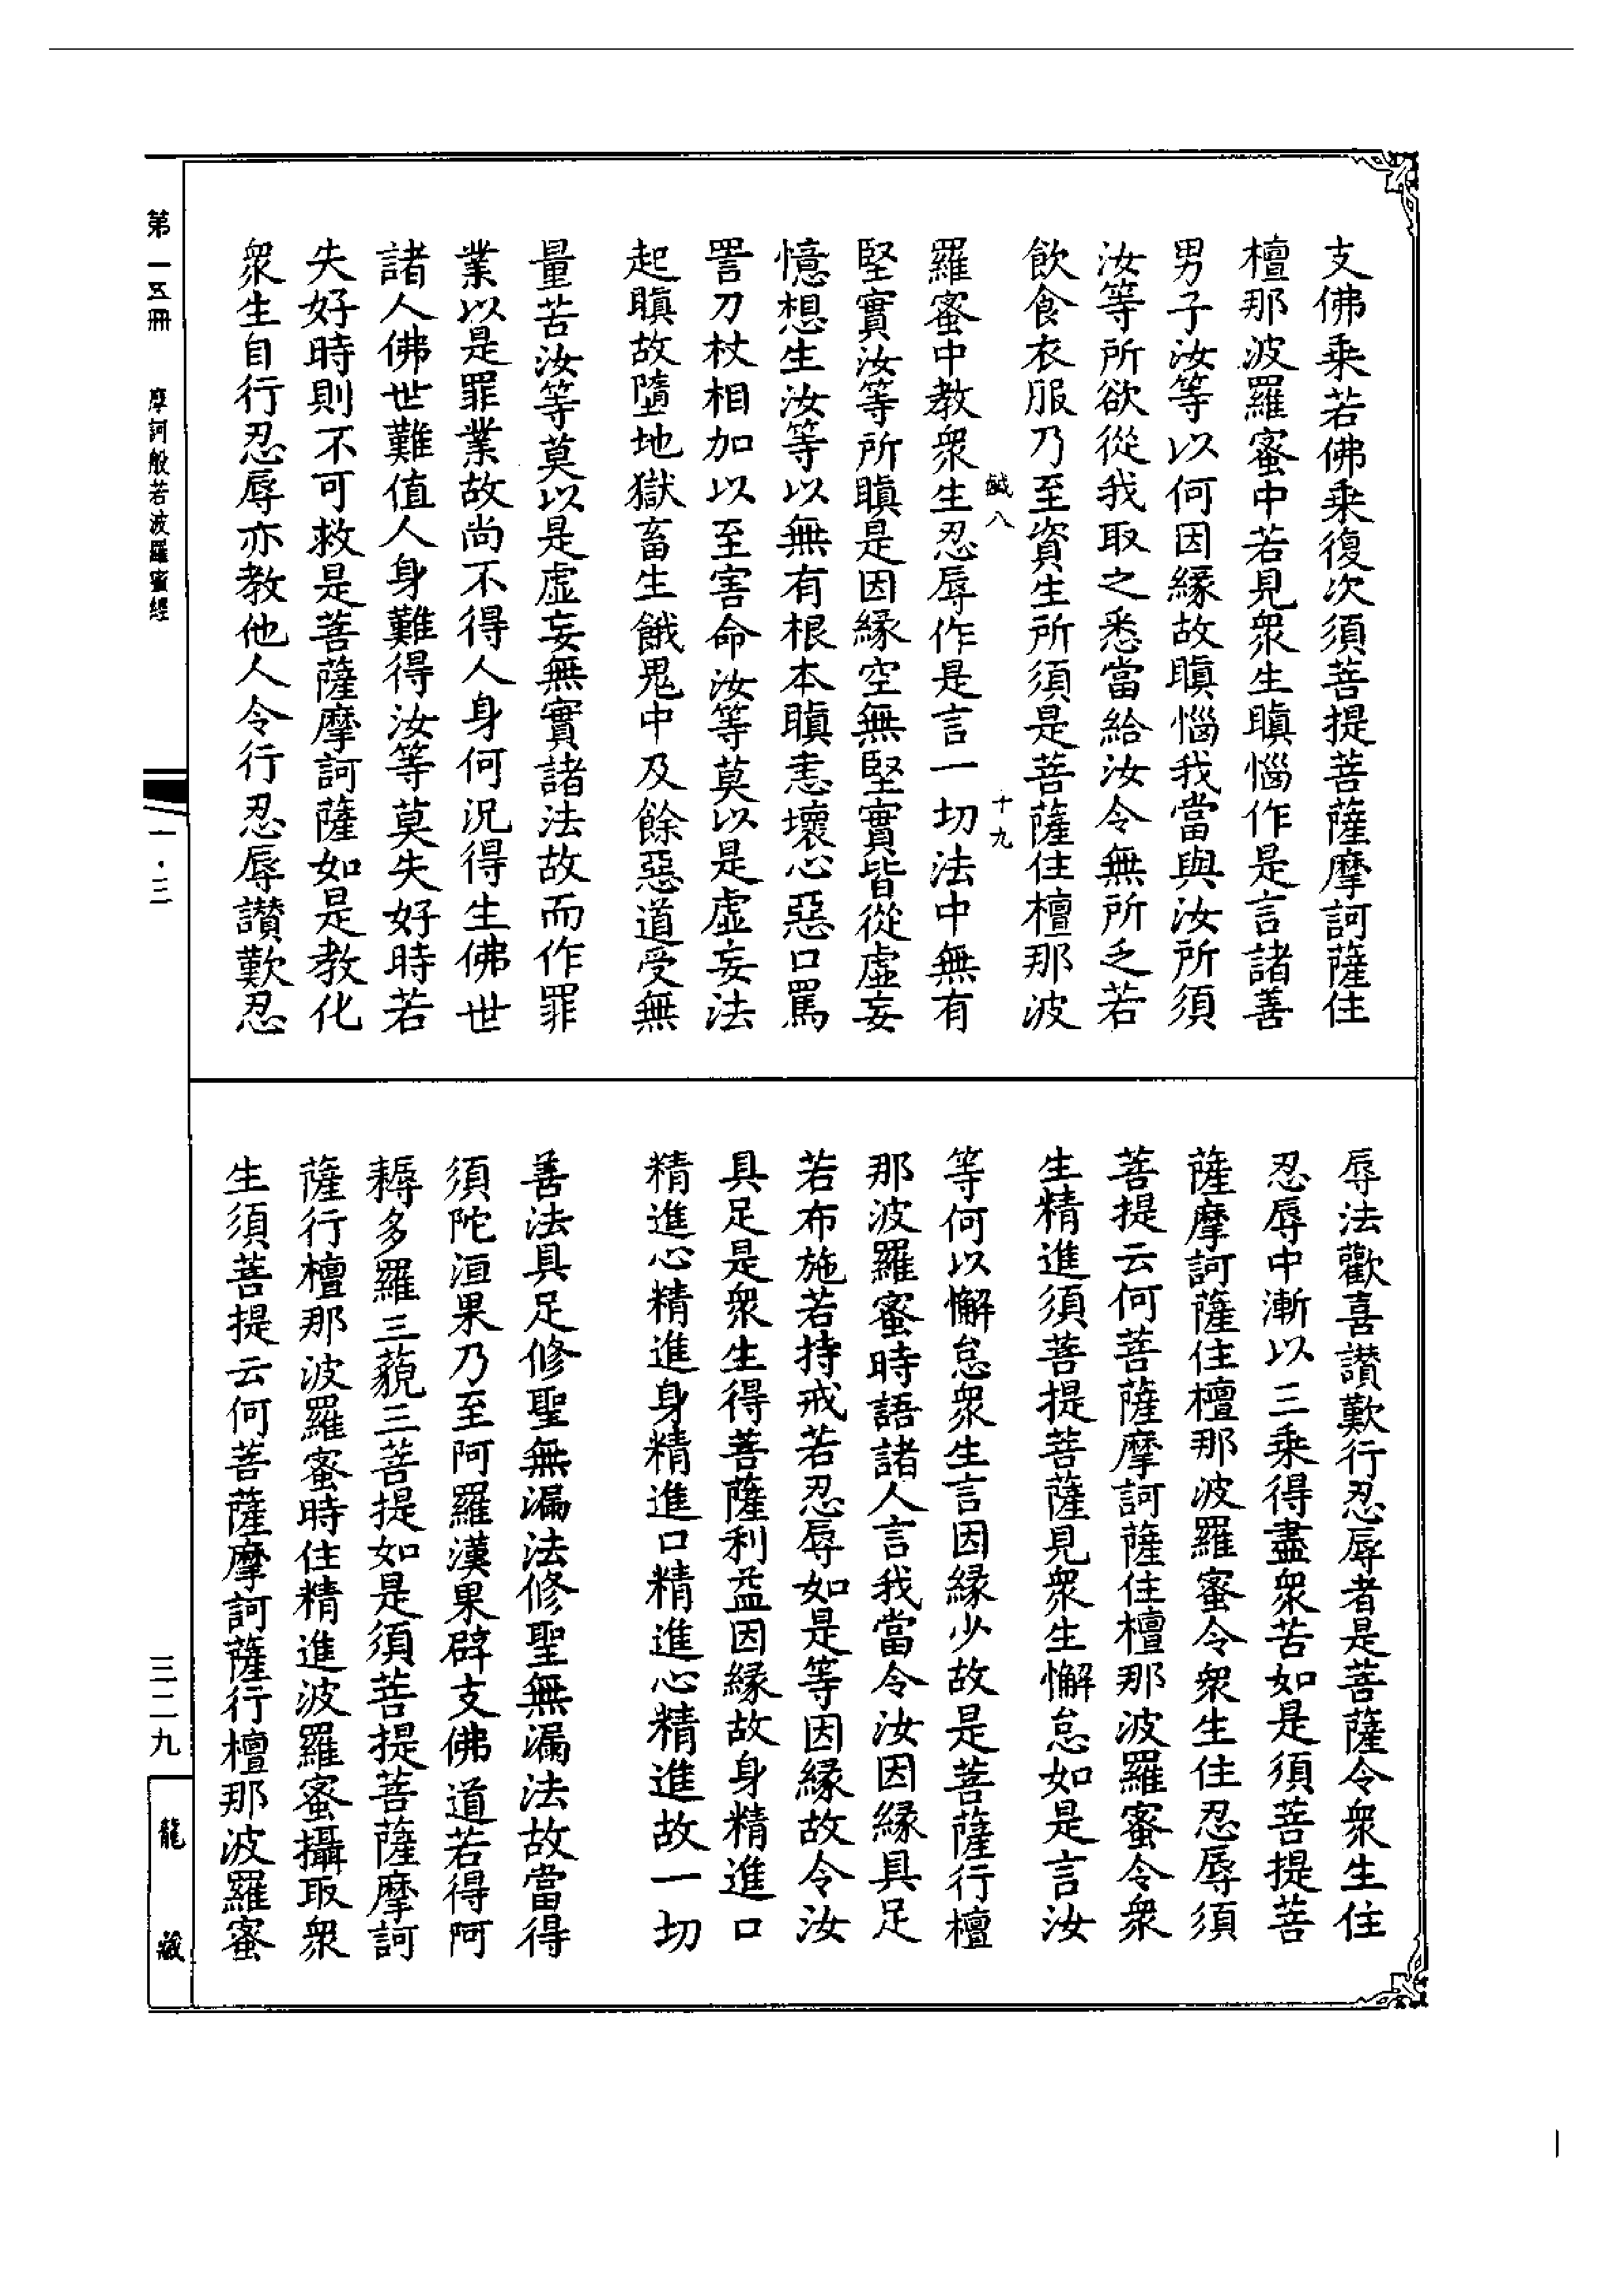 支佛乘若佛乘復次須菩提菩薩摩訶薩住
檀那波羅蜜中若見衆生瞋惱作是言諸善
男子汝等以何因緣故瞋惱我當與汝所須
汝等所欲從我取之悉當給汝令無所乏若
飲食衣服乃至資生所須是菩薩住檀那波
緘八 十九
羅蜜中教衆生忍辱作是言一切法中無有
堅實汝等所瞋是因緣空無堅實皆從虛妄
憶想生汝等以無有根本瞋恚壞心惡口罵
詈刀杖相加以至害命汝等莫以是虛妄法
起瞋故墮地獄畜生餓鬼中及餘惡道受無
量苦汝等莫以是虛妄無實諸法故而作罪
業以是罪業故尚不得人身何況得生佛世
諸人佛世難值人身難得汝等莫失好時若
失好時則不可救是菩薩摩訶薩如是教化
衆生自行忍辱亦教他人令行忍辱讚歎忍
辱法歡喜讚歎行忍辱者是菩薩令衆生住
忍辱中漸以三乘得盡衆苦如是須菩提菩
薩摩訶薩住檀那波羅蜜令衆生住忍辱須
菩提云何菩薩摩訶薩住檀那波羅蜜令衆
生精進須菩提菩薩見衆生懈怠如是言汝
等何以懈怠衆生言因緣少故是菩薩行檀
那波羅蜜時語諸人言我當令汝因緣具足
若布施若持戒若忍辱如是等因緣故令汝
具足是衆生得菩薩利益因緣故身精進口
精進心精進身精進口精進心精進故一切
善法具足修聖無漏法修聖無漏法故當得
須陀洹果乃至阿羅漢果辟支佛道若得阿
耨多羅三藐三菩提如是須菩提菩薩摩訶
薩行檀那波羅蜜時住精進波羅蜜攝取衆
生須菩提云何菩薩摩訶薩行檀那波羅蜜
第一五冊 摩訶般若波羅蜜經 一·三 三二九 龍藏